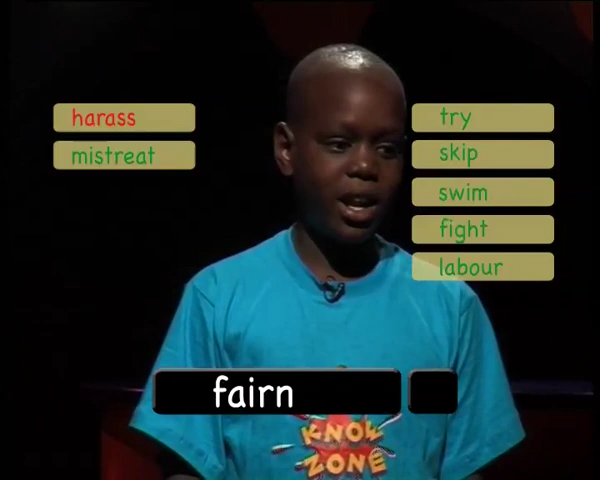 harass
mistreat
try
skip
swim
fight
labour
fairn
KNOW
ZONE